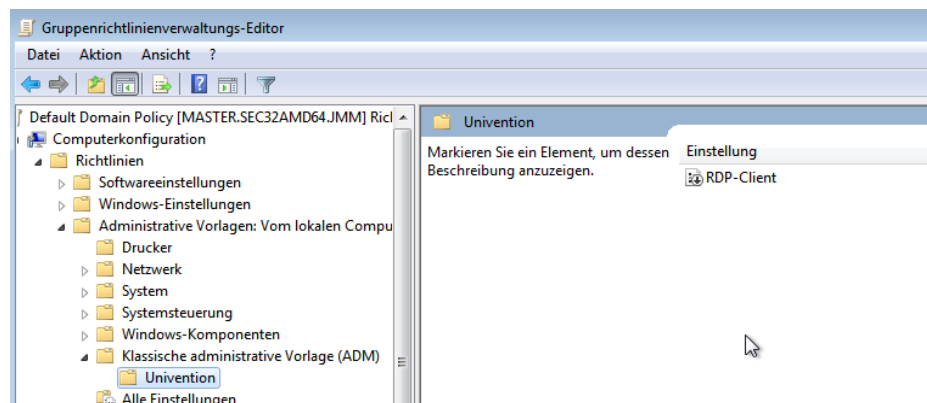 Gruppenrichtlinienverwaltungs-Editor
Datei Aktion Ansicht ?
Default Domain Policy [MASTER.SEC32AMD64.JMM] Ricl
Computerkonfiguration
Richtlinien
Softwareeinstellungen
Windows-Einstellungen
Administrative Vorlagen: Vom lokalen Compu
Drucker
Netzwerk
System
Systemsteuerung
Windows-Komponenten
Klassische administrative Vorlage (ADM)
Univention
Alle Einstellungen
Univention
Markieren Sie ein Element, um dessen
Beschreibung anzuzeigen.
Einstellung
RDP-Client